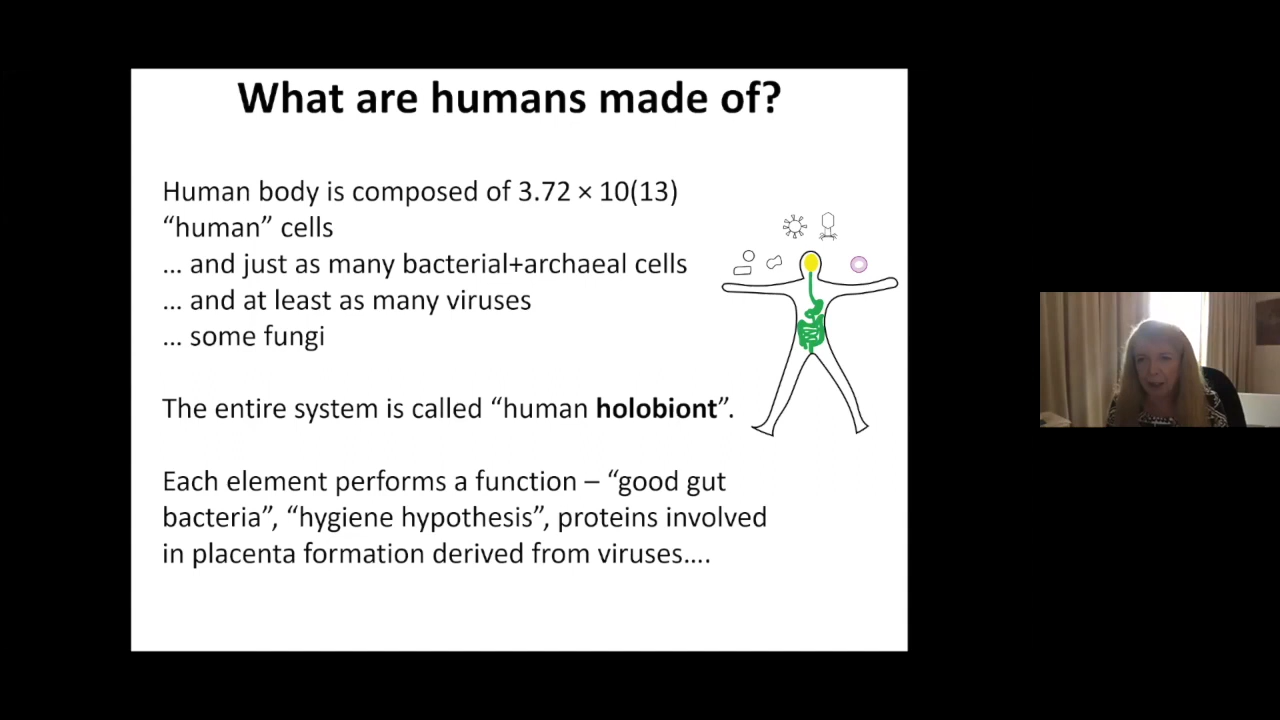 What are humans made of?
Human body is composed of 3.72 × 10(13)
“human” cells
... and just as many bacterial+archaeal cells
... and at least as many viruses
... some fungi
The entire system is called “human holobiont”.
Each element performs a function – “good gut
bacteria”, “hygiene hypothesis”, proteins involved
in placenta formation derived from viruses....